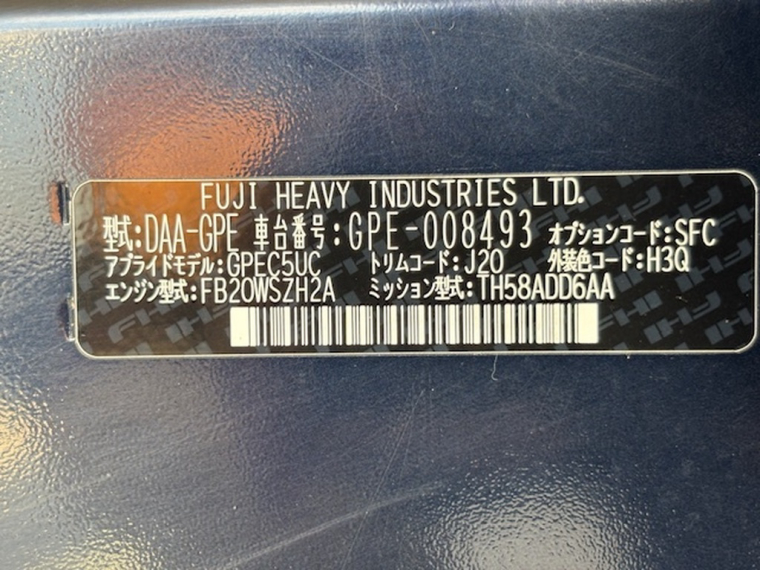 FUJI HEAVY INDUSTRIES LTD.
型式:DAA-GPE 車台番号:GPE-008493 オプションコード:SFC
アプライドモデル:GPEC5UC トリムコード:J20 外装色コード:H3Q
エンジン型式:FB20WSZH2A ミッション型式:TH58ADD6AA